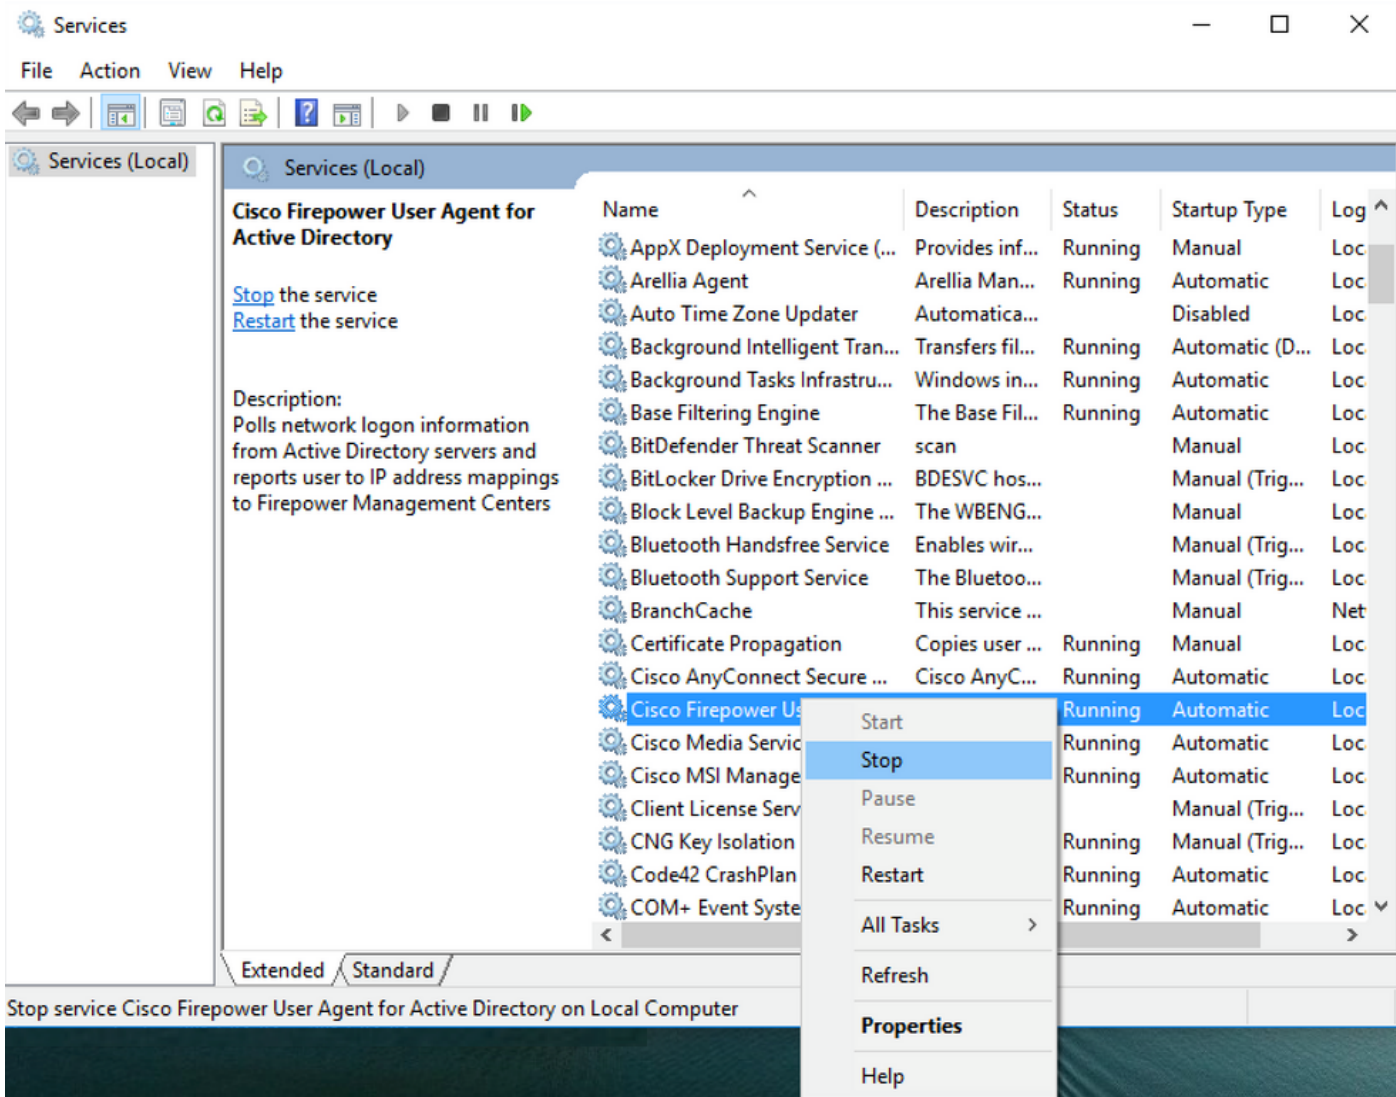 Services
File Action View Help
Services (Local)
Services (Local)
Cisco Firepower User Agent for
Active Directory
Stop the service
Restart the service
Description:
Polls network logon information
from Active Directory servers and
reports user to IP address mappings
to Firepower Management Centers
Name Description Status Startup Type Log
AppX Deployment Service (... Provides inf... Running Manual Loc
Arellia Agent Arellia Man... Running Automatic Loc
Auto Time Zone Updater Automatica... Disabled Loc
Background Intelligent Tran... Transfers fil... Running Automatic (D... Loc
Background Tasks Infrastru... Windows in... Running Automatic Loc
Base Filtering Engine The Base Fil... Running Automatic Loc
BitDefender Threat Scanner scan Manual Loc
BitLocker Drive Encryption ... BDESVC hos... Manual (Trig... Loc
Block Level Backup Engine ... The WBENG... Manual Loc
Bluetooth Handsfree Service Enables wir... Manual (Trig... Loc
Bluetooth Support Service The Bluetoo... Manual (Trig... Loc
BranchCache This service ... Manual Net
Certificate Propagation Copies user ... Running Manual Loc
Cisco AnyConnect Secure ... Cisco AnyC... Running Automatic Loc
Cisco Firepower Us Running Automatic Loc
Cisco Media Servic Running Automatic Loc
Cisco MSI Manage Running Automatic Loc
Client License Serv Manual (Trig... Loc
CNG Key Isolation Running Manual (Trig... Loc
Code42 CrashPlan Running Automatic Loc
COM+ Event Syste Running Automatic Loc
Start
Stop
Pause
Resume
Restart
All Tasks
Refresh
Properties
Help
Extended Standard
Stop service Cisco Firepower User Agent for Active Directory on Local Computer